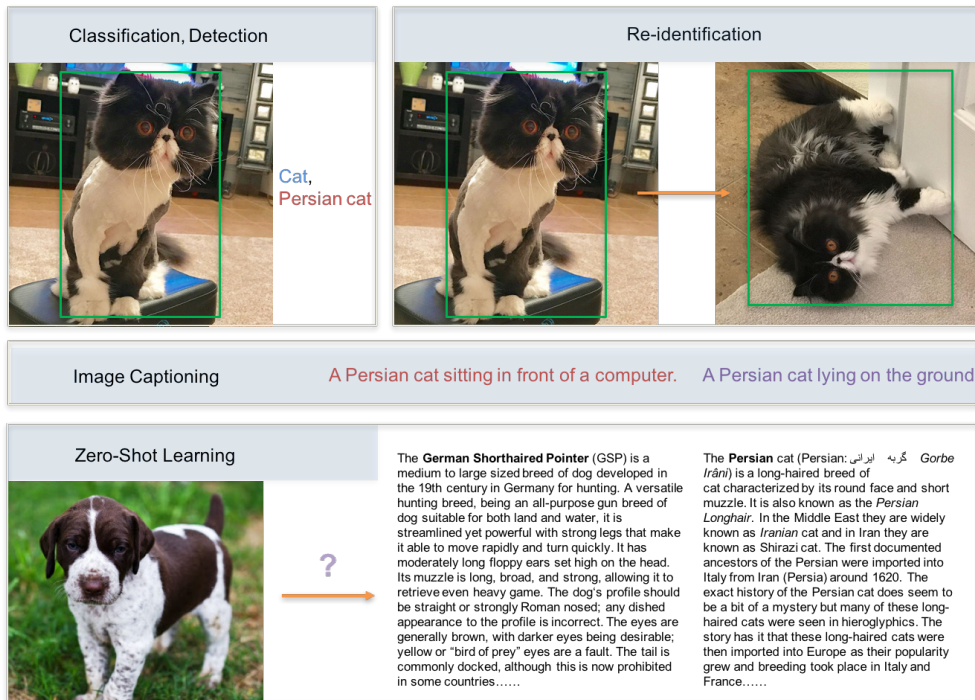 Classification, Detection
Re-identification
Cat,
Persian cat
Image Captioning
A Persian cat sitting in front of a computer.
A Persian cat lying on the ground
Zero-Shot Learning
?
The German Shorthaired Pointer (GSP) is a
medium to large sized breed of dog developed in
the 19th century in Germany for hunting. A versatile
hunting breed, being an all-purpose gun breed of
dog suitable for both land and water, it is
streamlined yet powerful with strong legs that make
it able to move rapidly and turn quickly. It has
moderately long floppy ears set high on the head.
Its muzzle is long, broad, and strong, allowing it to
retrieve even heavy game. The dog's profile should
be straight or strongly Roman nosed; any dished
appearance to the profile is incorrect. The eyes are
generally brown, with darker eyes being desirable;
yellow or “bird of prey” eyes are a fault. The tail is
commonly docked, although this is now prohibited
in some countries……
The Persian cat (Persian: گربه ایرانی Gorbe
Irâni) is a long-haired breed of
cat characterized by its round face and short
muzzle. It is also known as the Persian
Longhair. In the Middle East they are widely
known as Iranian cat and in Iran they are
known as Shirazi cat. The first documented
ancestors of the Persian were imported into
Italy from Iran (Persia) around 1620. The
exact history of the Persian cat does seem to
be a bit of a mystery but many of these long-
haired cats were seen in hieroglyphics. The
story has it that these long-haired cats were
then imported into Europe as their popularity
grew and breeding took place in Italy and
France……